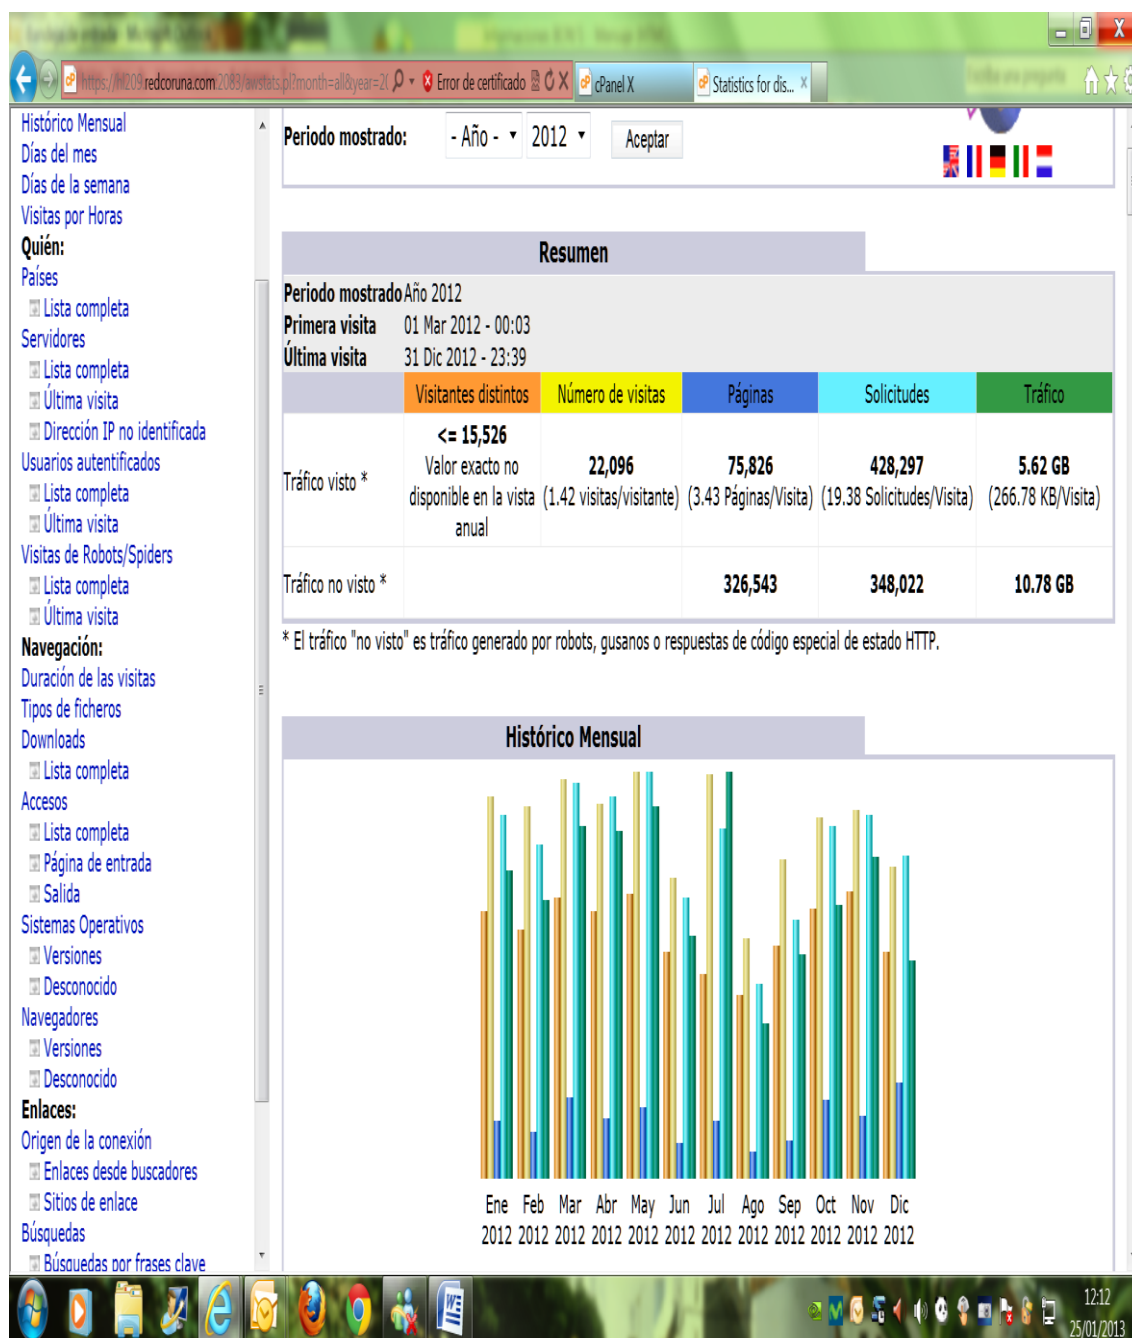 https://hl209.redcoruna.com:2083/awstats.pl?month=all&year=2(
Error de certificado
cPanel X
Statistics for dis...
Histórico Mensual
Días del mes
Días de la semana
Visitas por Horas
Quién:
Países
Lista completa
Servidores
Lista completa
Última visita
Dirección IP no identificada
Usuarios autentificados
Lista completa
Última visita
Visitas de Robots/Spiders
Lista completa
Última visita
Navegación:
Duración de las visitas
Tipos de ficheros
Downloads
Lista completa
Accesos
Lista completa
Página de entrada
Salida
Sistemas Operativos
Versiones
Desconocido
Navegadores
Versiones
Desconocido
Enlaces:
Origen de la conexión
Enlaces desde buscadores
Sitios de enlace
Búsquedas
Búsquedas por frases clave
Periodo mostrado: - Año - 2012 Aceptar
Resumen
Periodo mostrado Año 2012
Primera visita 01 Mar 2012 - 00:03
Última visita 31 Dic 2012 - 23:39
Visitantes distintos Número de visitas Páginas Solicitudes Tráfico
Tráfico visto * <= 15,526 Valor exacto no disponible en la vista anual 22,096 (1.42 visitas/visitante) 75,826 (3.43 Páginas/Visita) 428,297 (19.38 Solicitudes/Visita) 5.62 GB (266.78 KB/Visita)
Tráfico no visto * 326,543 348,022 10.78 GB
* El tráfico "no visto" es tráfico generado por robots, gusanos o respuestas de código especial de estado HTTP.
Histórico Mensual
Ene Feb Mar Abr May Jun Jul Ago Sep Oct Nov Dic
2012 2012 2012 2012 2012 2012 2012 2012 2012 2012 2012 2012
12:12
25/01/2013